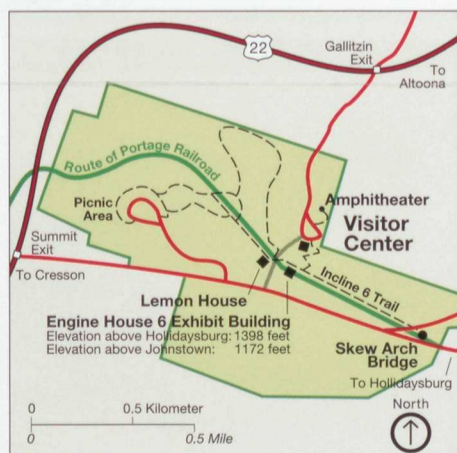 22
Gallitzin
Exit
To
Altoona
Route of Portage Railroad
Picnic
Area
Amphitheater
Visitor
Center
Summit
Exit
To Cresson
Incline 6 Trail
Lemon House
Engine House 6 Exhibit Building
Elevation above Hollidaysburg: 1398 feet
Elevation above Johnstown: 1172 feet
Skew Arch
Bridge
To Hollidaysburg
North
0 0.5 Kilometer
0 0.5 Mile